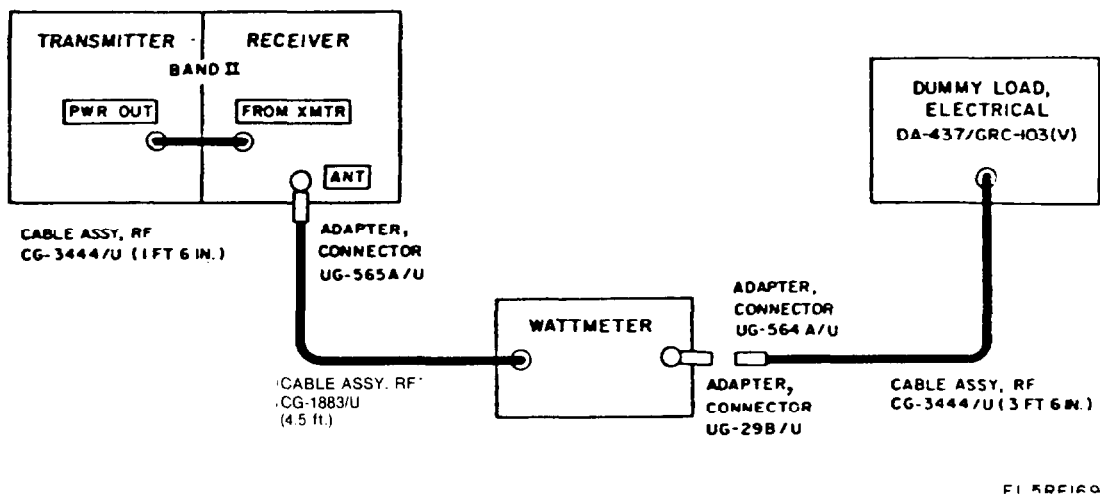 TRANSMITTER
RECEIVER
BAND II
PWR OUT
FROM XMTR
ANT
CABLE ASSY, RF
CG-3444/U (1 FT 6 IN.)
ADAPTER,
CONNECTOR
UG-565A/U
DUMMY LOAD,
ELECTRICAL
DA-437/GRC-103(V)
WATTMETER
ADAPTER,
CONNECTOR
UG-564A/U
CABLE ASSY. RF
CG-1883/U
(4.5 ft.)
ADAPTER,
CONNECTOR
UG-29B/U
CABLE ASSY, RF
CG-3444/U (3 FT 6 IN.)
EL5RE169